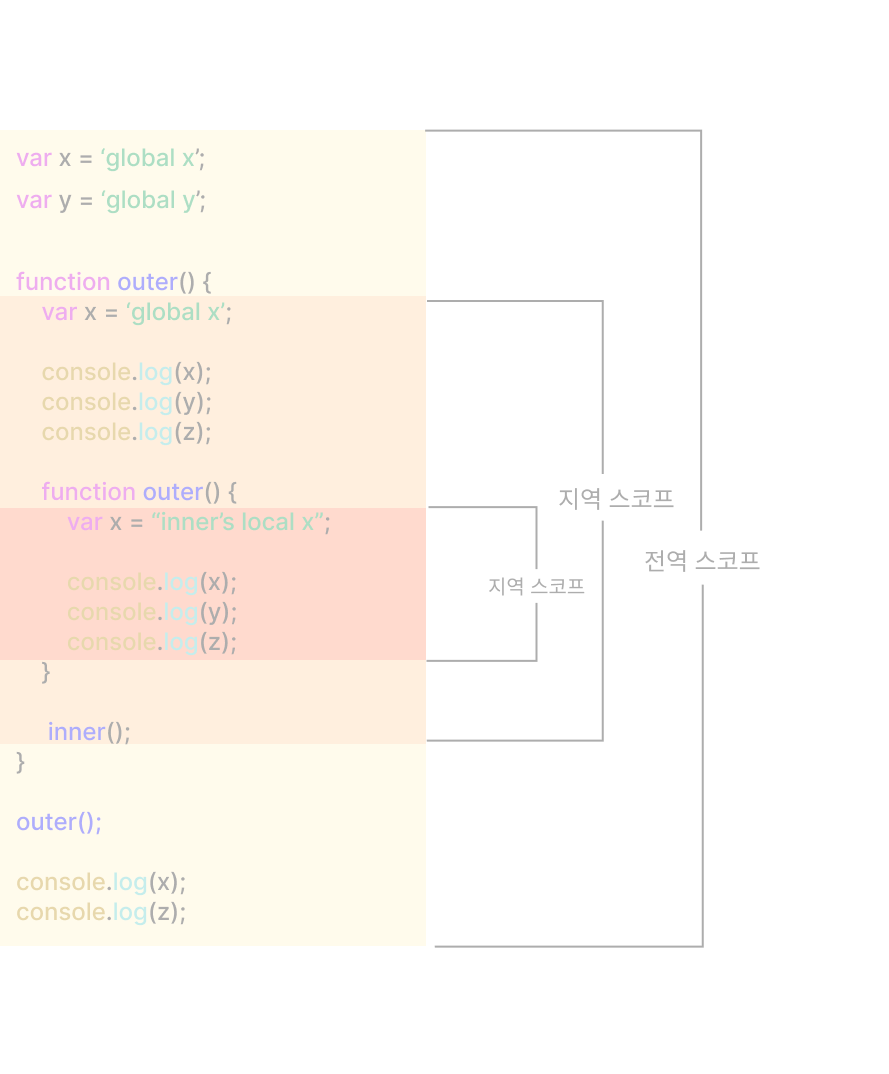 var x = ‘global x’;
var y = ‘global y’;
function outer() {
var x = ‘global x’;
console.log(x);
console.log(y);
console.log(z);
function outer() {
var x = “inner’s local x”;
console.log(x);
console.log(y);
console.log(z);
}
inner();
}
outer();
console.log(x);
console.log(z);
지역 스코프
지역 스코프
전역 스코프